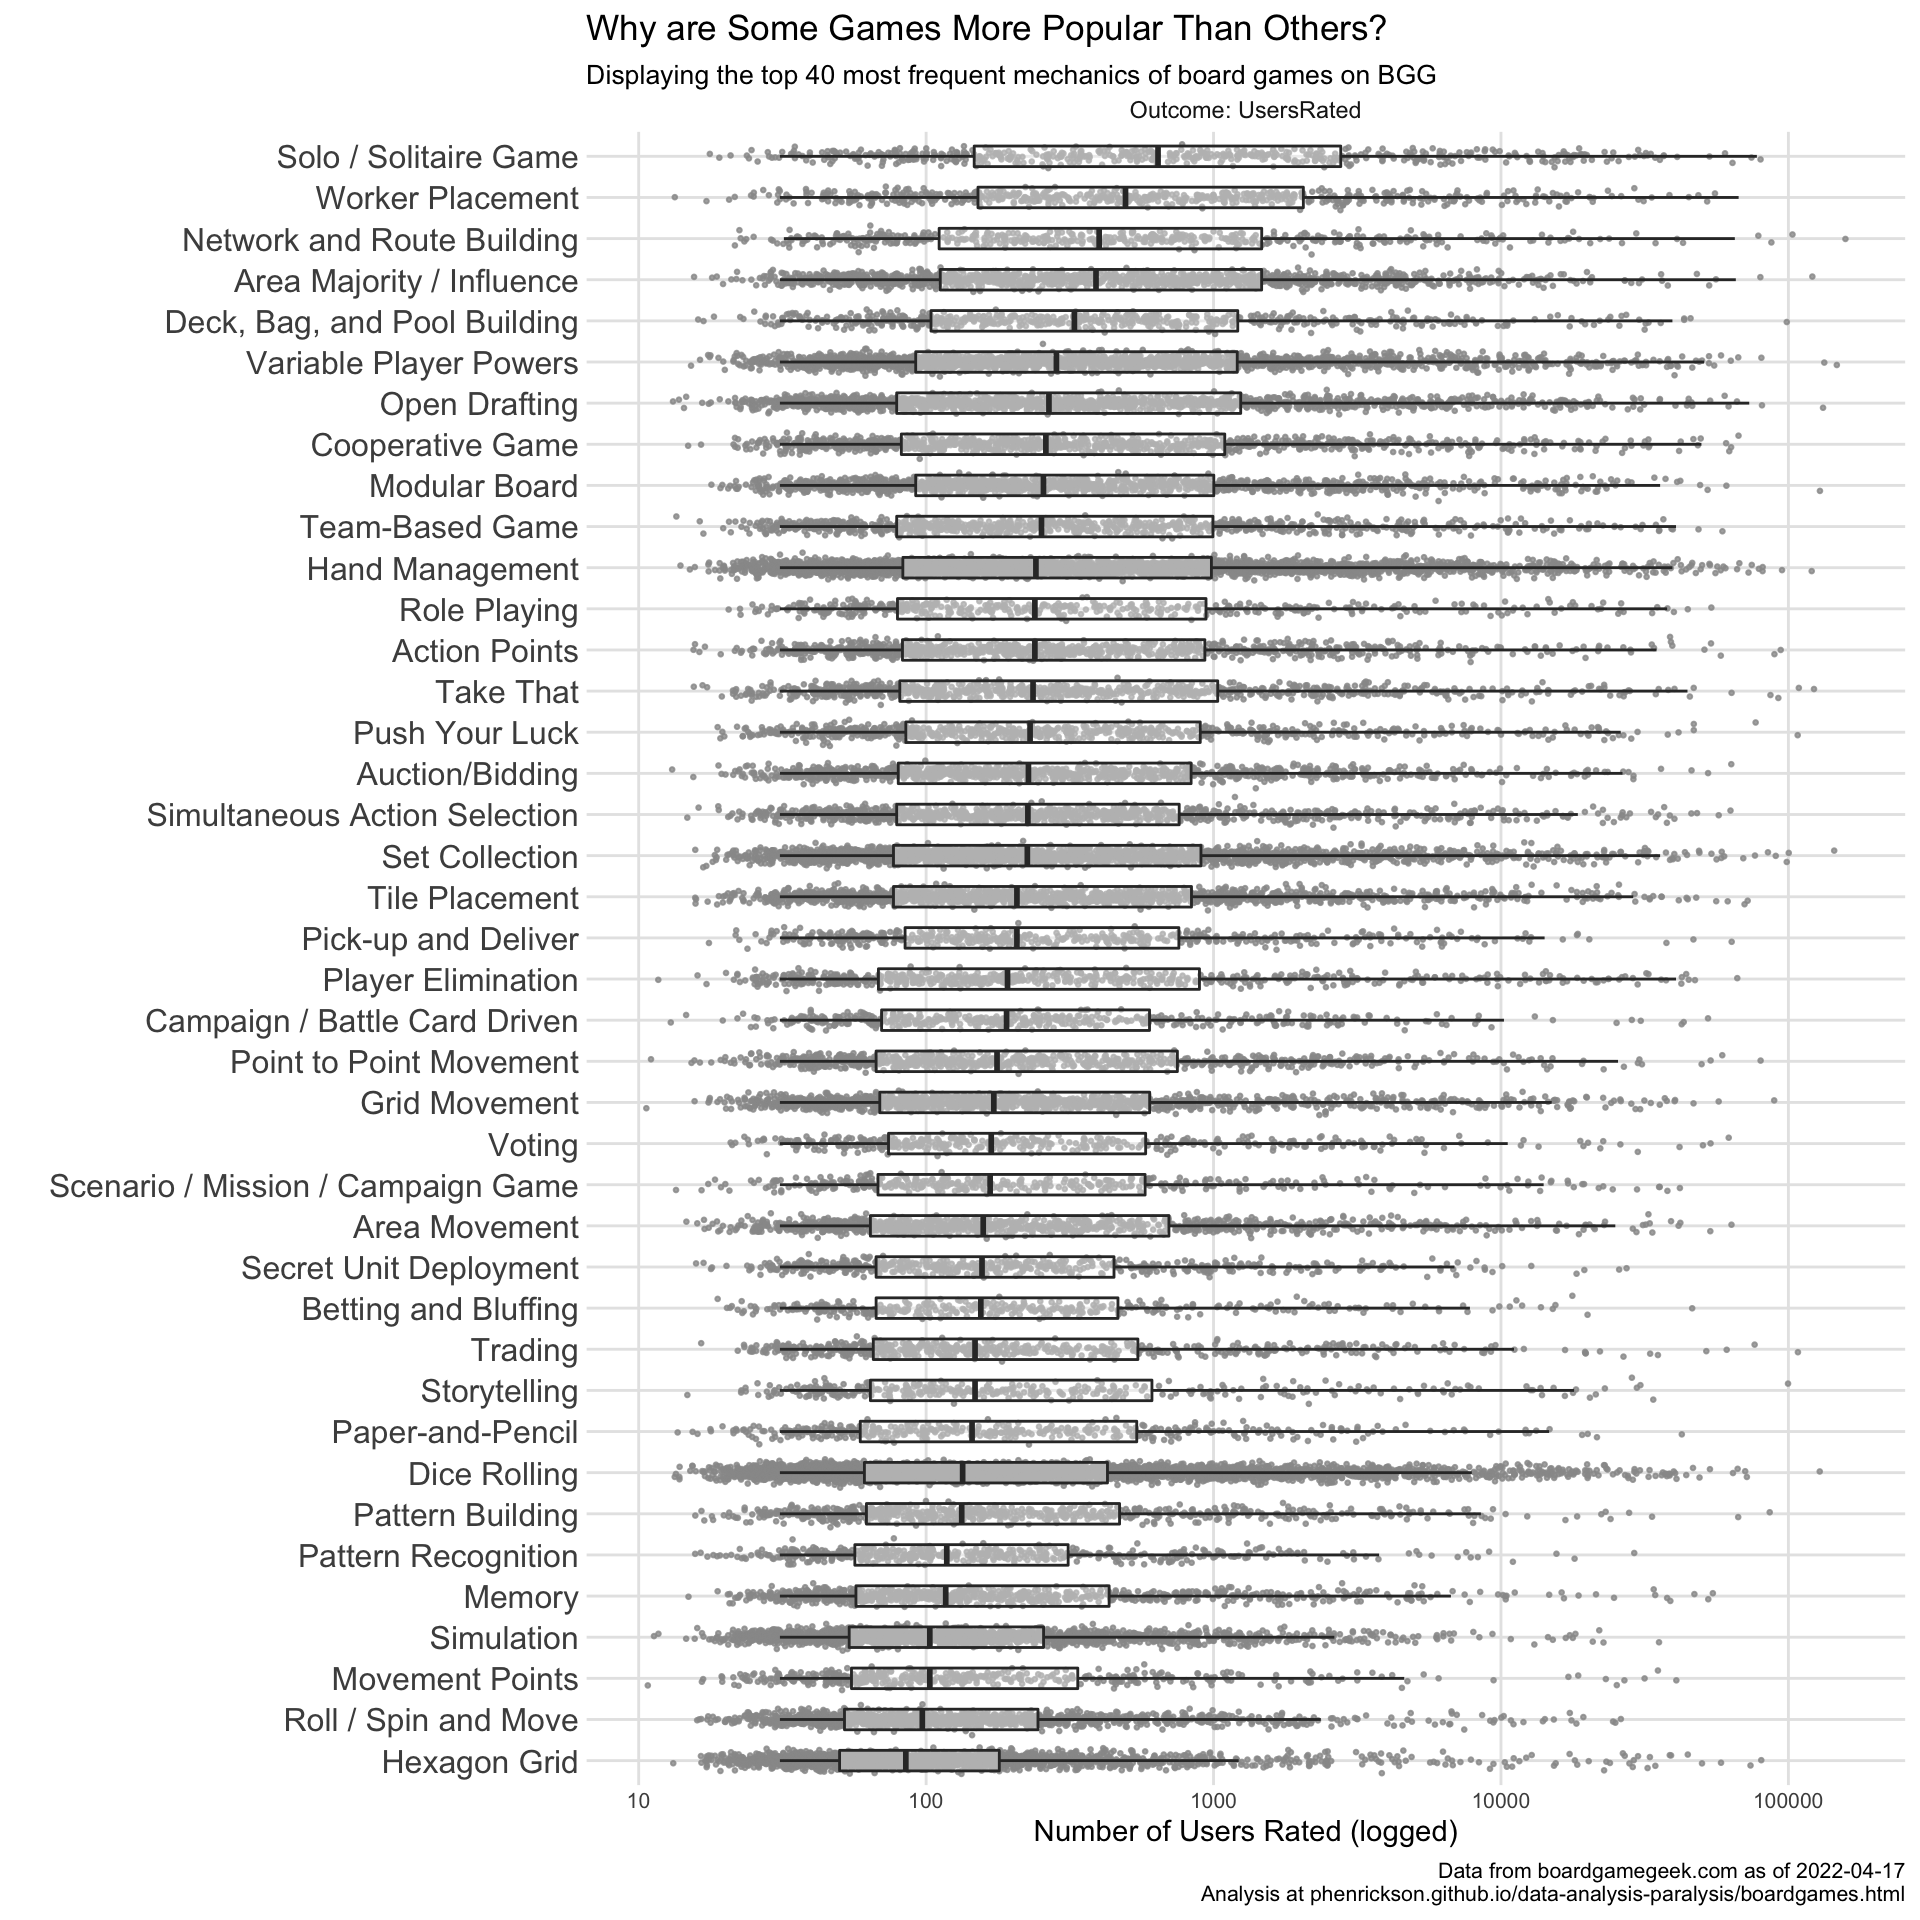 Why are Some Games More Popular Than Others?
Displaying the top 40 most frequent mechanics of board games on BGG
Outcome: UsersRated
Solo / Solitaire Game
Worker Placement
Network and Route Building
Area Majority / Influence
Deck, Bag, and Pool Building
Variable Player Powers
Open Drafting
Cooperative Game
Modular Board
Team-Based Game
Hand Management
Role Playing
Action Points
Take That
Push Your Luck
Auction/Bidding
Simultaneous Action Selection
Set Collection
Tile Placement
Pick-up and Deliver
Player Elimination
Campaign / Battle Card Driven
Point to Point Movement
Grid Movement
Voting
Scenario / Mission / Campaign Game
Area Movement
Secret Unit Deployment
Betting and Bluffing
Trading
Storytelling
Paper-and-Pencil
Dice Rolling
Pattern Building
Pattern Recognition
Memory
Simulation
Movement Points
Roll / Spin and Move
Hexagon Grid
10 100 1000 10000 100000
Number of Users Rated (logged)
Data from boardgamegeek.com as of 2022-04-17
Analysis at phenrickson.github.io/data-analysis-paralysis/boardgames.html